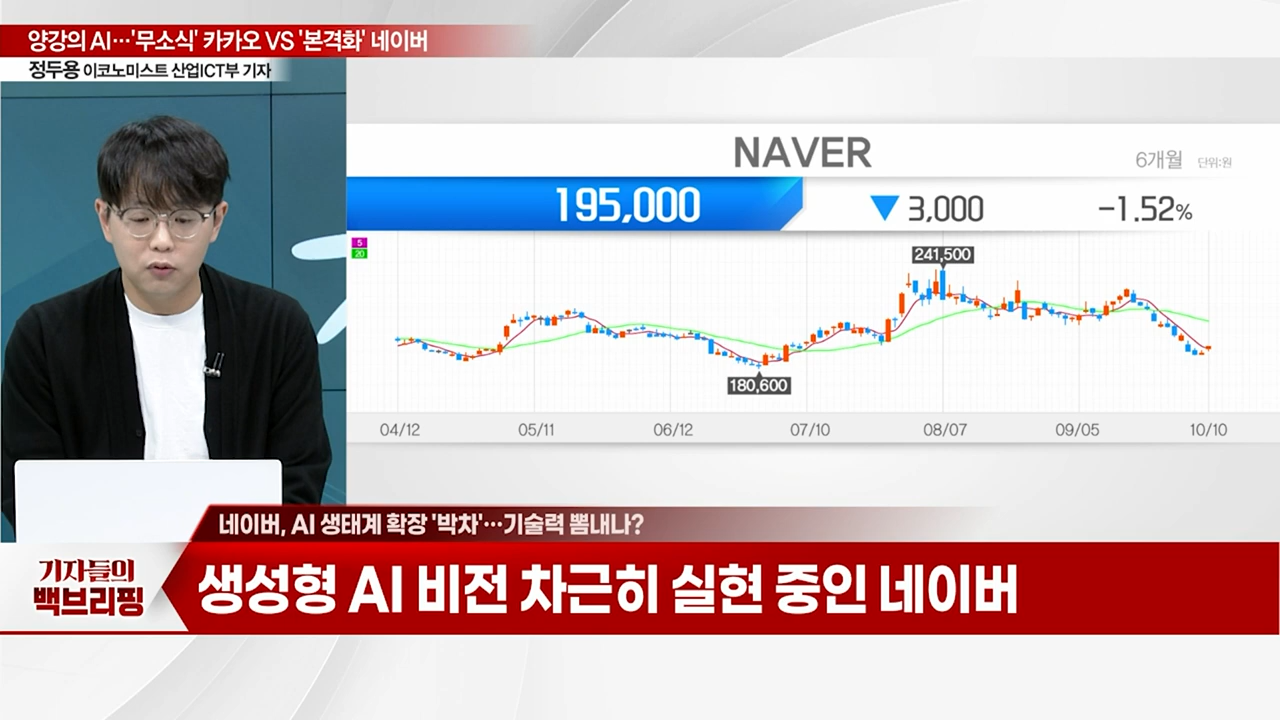 양강의 AI…'무소식' 카카오 VS '본격화' 네이버
정두용 이코노미스트 산업ICT부 기자
NAVER
6개월 단위:원
195,000 ▼ 3,000 -1.52%
5
20
241,500
180,600
04/12 05/11 06/12 07/10 08/07 09/05 10/10
네이버, AI 생태계 확장 '박차'…기술력 뽐내나?
기자들의
백브리핑
생성형 AI 비전 차근히 실현 중인 네이버